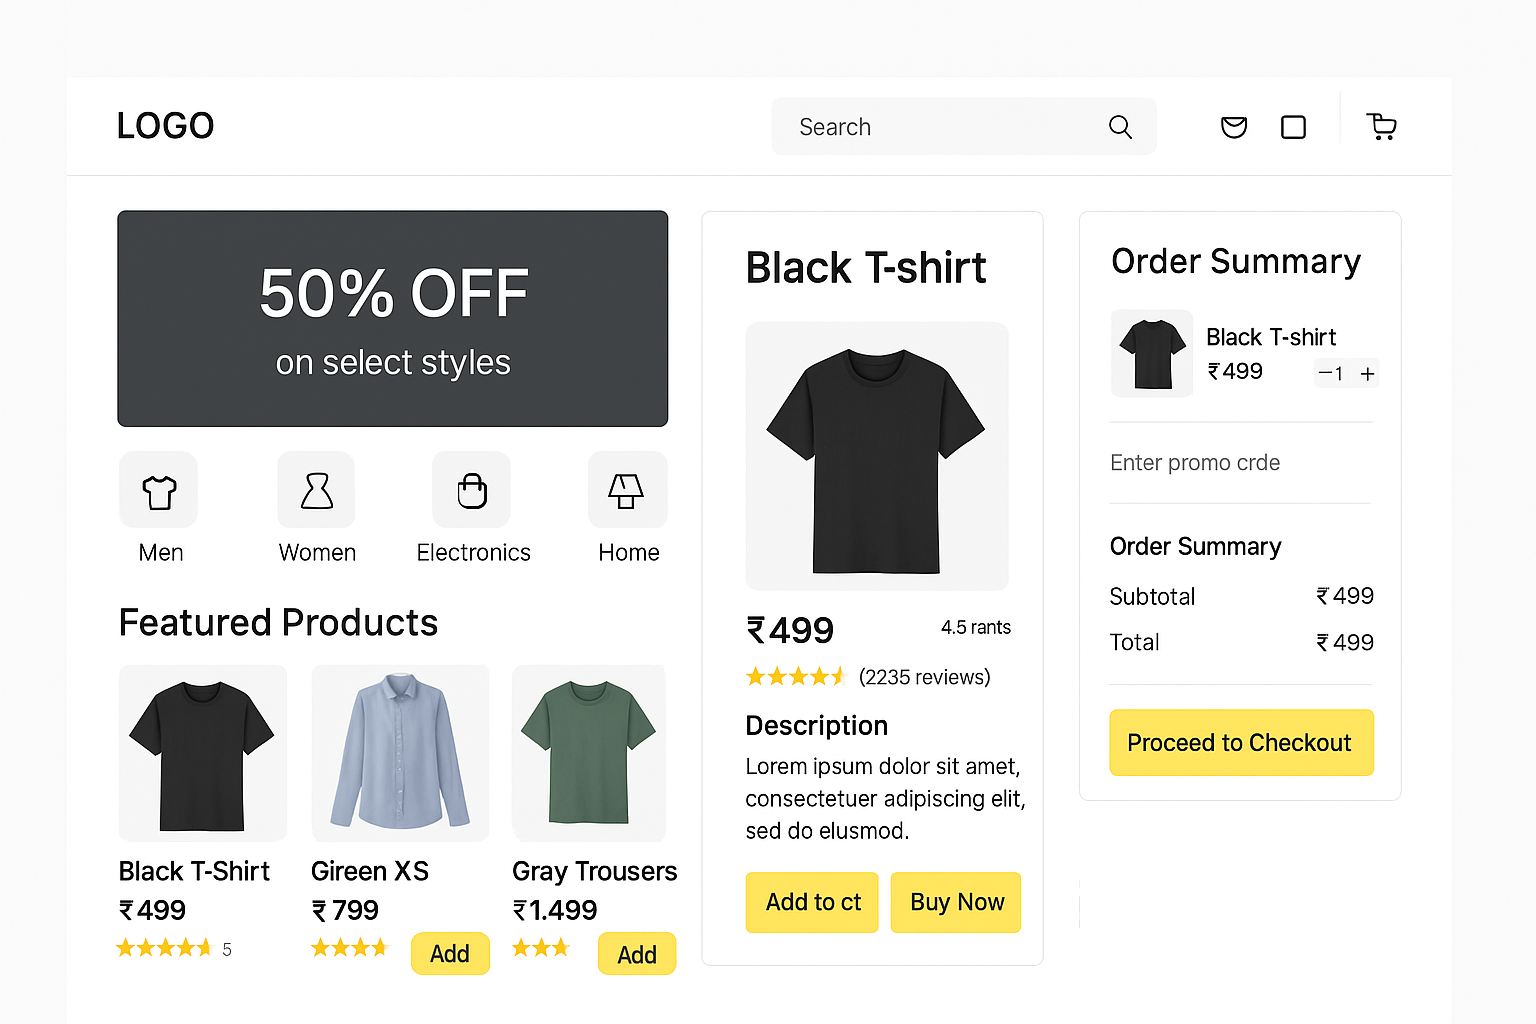 LOGO
Search
50% OFF
on select styles
Men
Women
Electronics
Home
Featured Products
Black T-Shirt
₹499
5
Gireen XS
₹799
Add
Gray Trousers
₹1.499
Add
Black T-shirt
₹499
4.5 rants
(2235 reviews)
Description
Lorem ipsum dolor sit amet,
consectetuer adipiscing elit,
sed do elusmod.
Add to ct
Buy Now
Order Summary
Black T-shirt
₹499
−1 +
Enter promo crde
Order Summary
Subtotal ₹499
Total ₹499
Proceed to Checkout